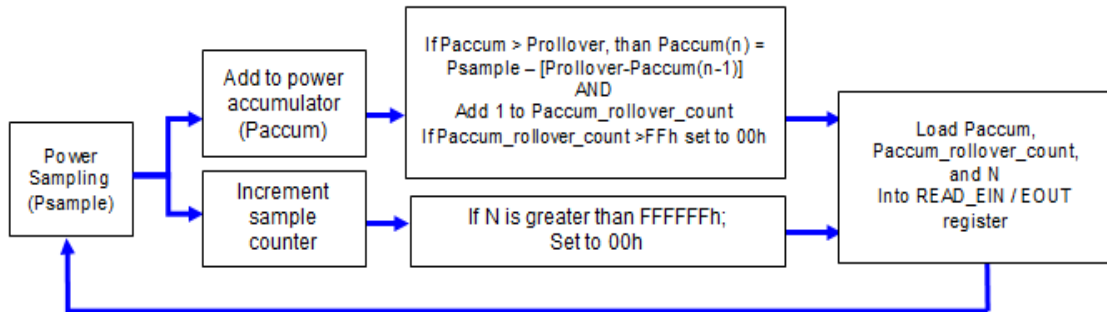 Power
Sampling
(Psample)
Add to power
accumulator
(Paccum)
If Paccum > Prollover, than Paccum(n) =
Psample – [Prollover-Paccum(n-1)]
AND
Add 1 to Paccum_rollover_count
If Paccum_rollover_count >FFh set to 00h
Increment
sample
counter
If N is greater than FFFFFFh;
Set to 00h
Load Paccum,
Paccum_rollover_count,
and N
Into READ_EIN / EOUT
register